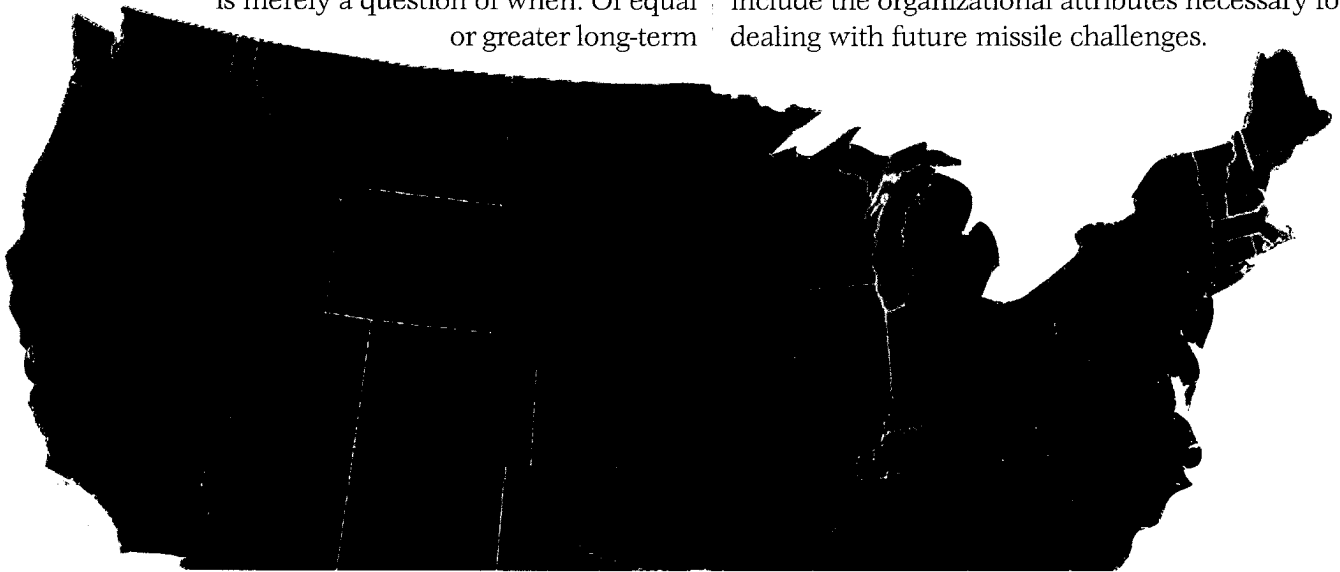 is merely a question of when. Of equal
or greater long-term
include the organizational attributes necessary
dealing with future missile challenges.